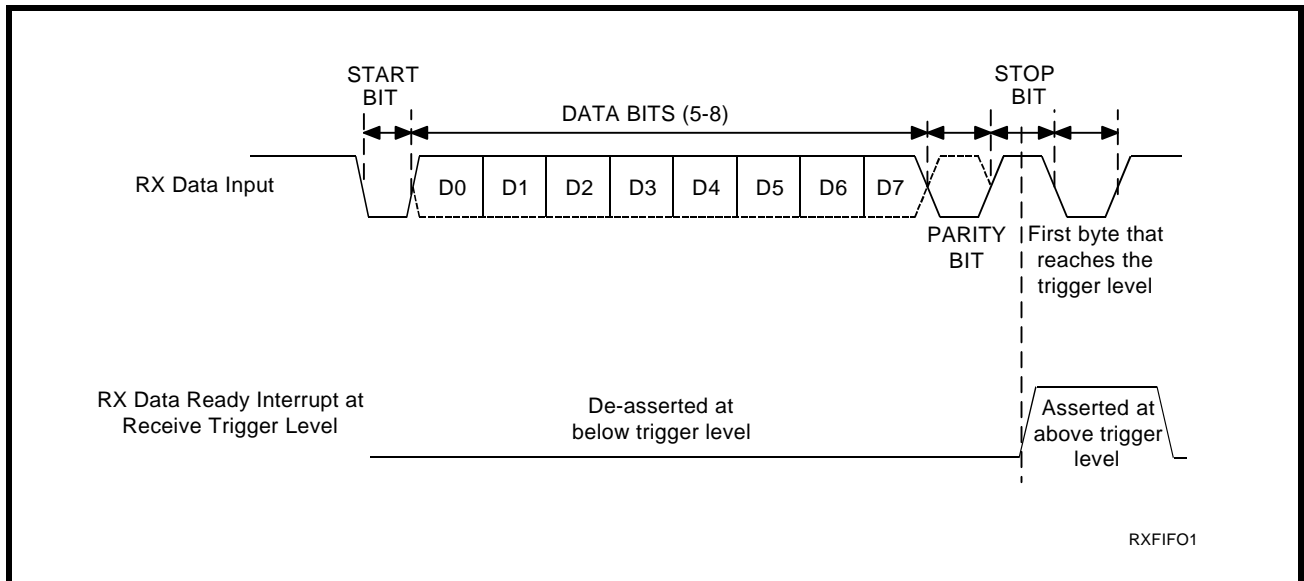 START
BIT
STOP
BIT
DATA BITS (5-8)
RX Data Input
D0 D1 D2 D3 D4 D5 D6 D7
PARITY
BIT
First byte that
reaches the
trigger level
RX Data Ready Interrupt at
Receive Trigger Level
De-asserted at
below trigger level
Asserted at
above trigger
level
RXFIFO1